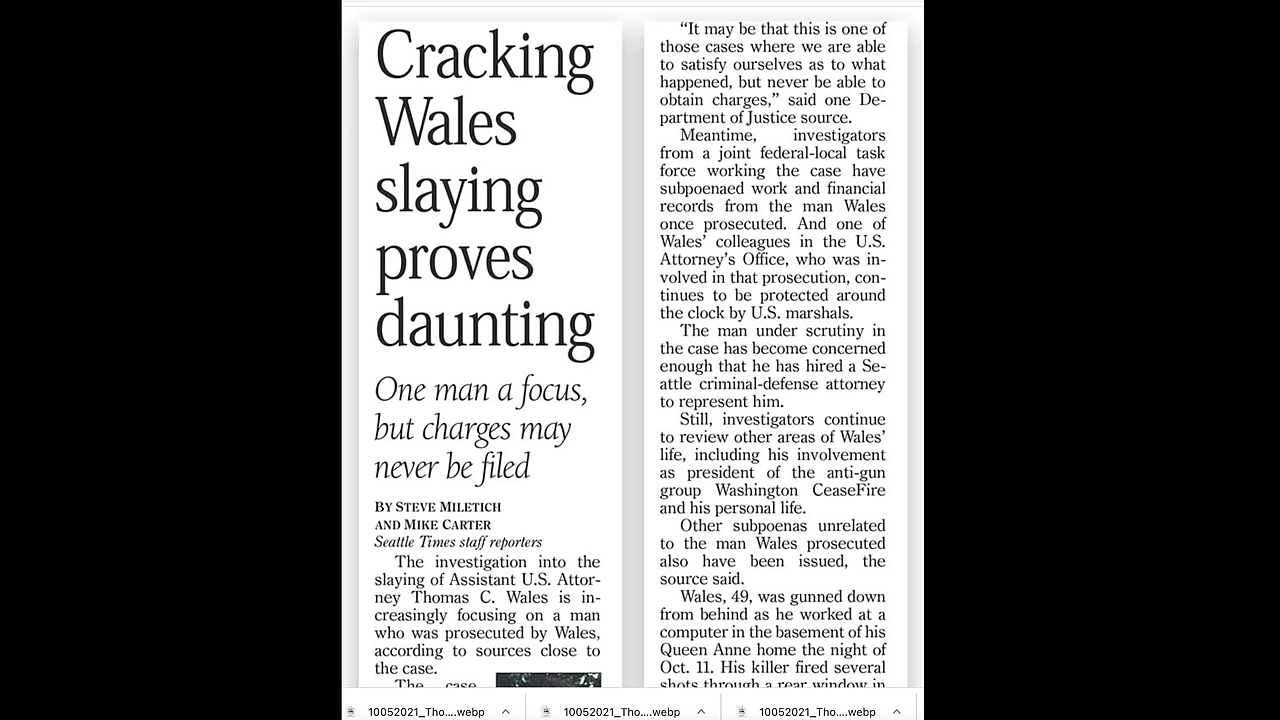 Cracking
Wales
slaying
proves
daunting
One man a focus,
but charges may
never be filed
BY STEVE MILETICH
AND MIKE CARTER
Seattle Times staff reporters
The investigation into the
slaying of Assistant U.S. Attor-
ney Thomas C. Wales is in-
creasingly focusing on a man
who was prosecuted by Wales,
according to sources close to
the case.
The case
“It may be that this is one of
those cases where we are able
to satisfy ourselves as to what
happened, but never be able to
obtain charges,” said one De-
partment of Justice source.
Meantime, investigators
from a joint federal-local task
force working the case have
subpoenaed work and financial
records from the man Wales
once prosecuted. And one of
Wales’ colleagues in the U.S.
Attorney’s Office, who was in-
volved in that prosecution, con-
tinues to be protected around
the clock by U.S. marshals.
The man under scrutiny in
the case has become concerned
enough that he has hired a Se-
attle criminal-defense attorney
to represent him.
Still, investigators continue
to review other areas of Wales’
life, including his involvement
as president of the anti-gun
group Washington CeaseFire
and his personal life.
Other subpoenas unrelated
to the man Wales prosecuted
also have been issued, the
source said.
Wales, 49, was gunned down
from behind as he worked at a
computer in the basement of his
Queen Anne home the night of
Oct. 11. His killer fired several
shots through a rear window in
10052021_Tho....webp
10052021_Tho....webp
10052021_Tho....webp